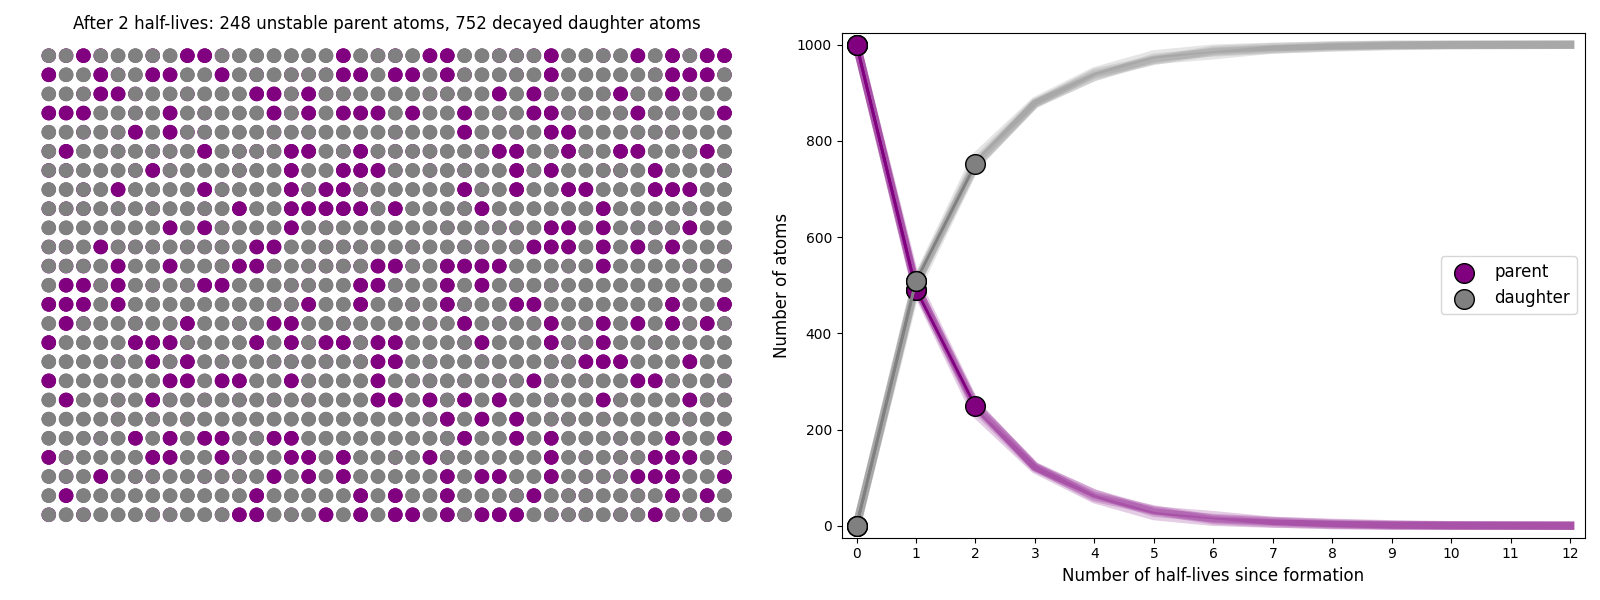 After 2 half-lives: 248 unstable parent atoms, 752 decayed daughter atoms
Number of atoms
1000
800
600
400
200
0
parent
daughter
0 1 2 3 4 5 6 7 8 9 10 11 12
Number of half-lives since formation